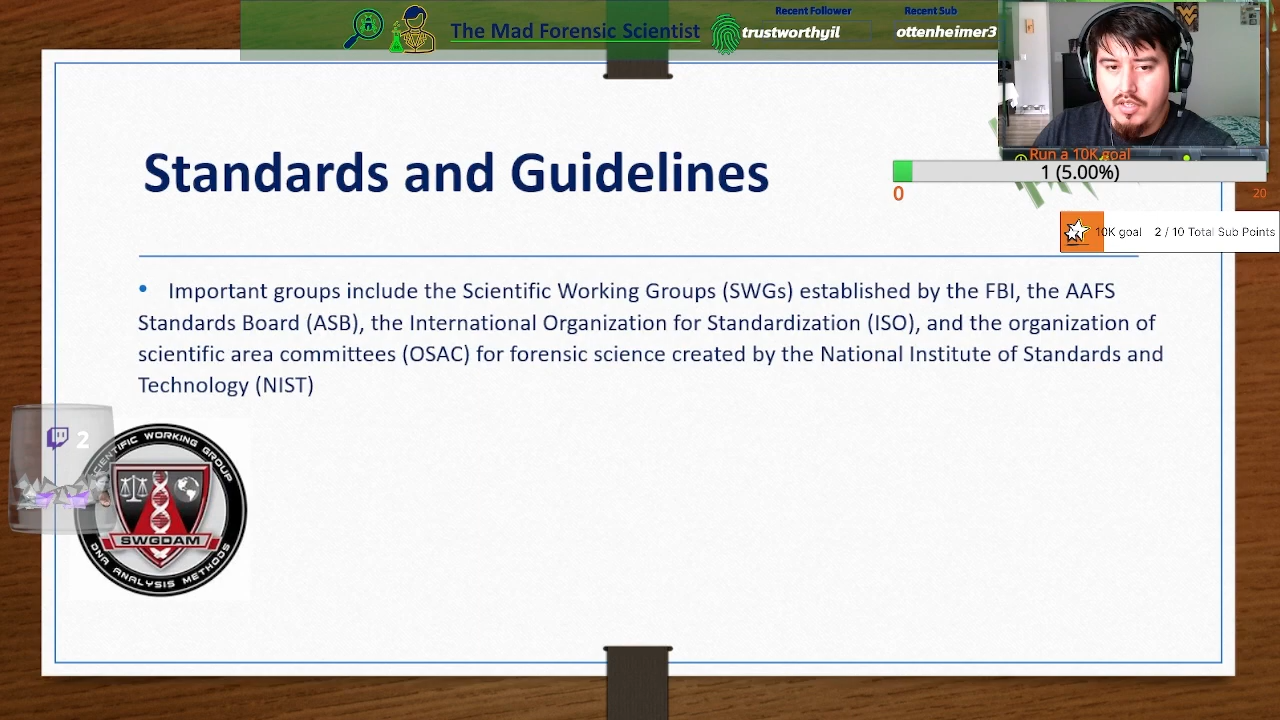 The Mad Forensic Scientist
Recent Follower
trustworthyil
Recent Sub
ottenheimer3
Run a 10K goal
1 (5.00%)
0
20
10K goal 2 / 10 Total Sub Points
Standards and Guidelines
• Important groups include the Scientific Working Groups (SWGs) established by the FBI, the AAFS
Standards Board (ASB), the International Organization for Standardization (ISO), and the organization of
scientific area committees (OSAC) for forensic science created by the National Institute of Standards and
Technology (NIST)
2
SCIENTIFIC WORKING GROUP
SWGDAM
DNA ANALYSIS METHODS